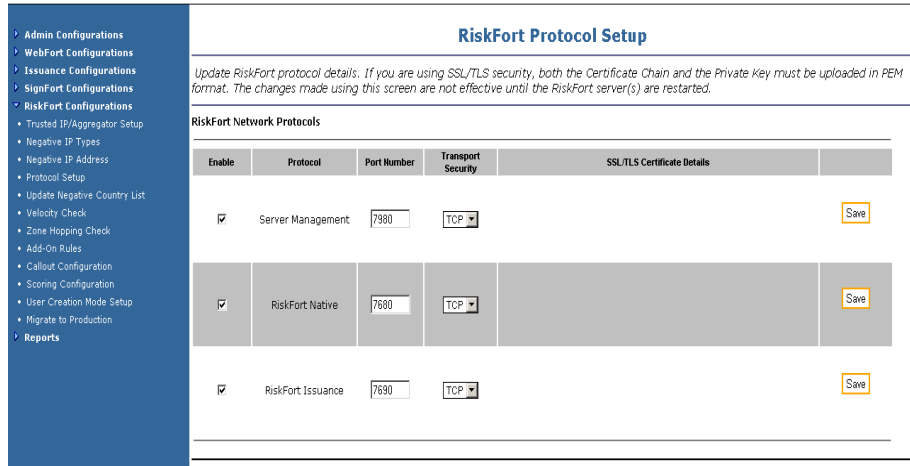 Admin Configurations
WebFort Configurations
Issuance Configurations
SignFort Configurations
RiskFort Configurations
Trusted IP/Aggregator Setup
Negative IP Types
Negative IP Address
Protocol Setup
Update Negative Country List
Velocity Check
Zone Hopping Check
Add-On Rules
Callout Configuration
Scoring Configuration
User Creation Mode Setup
Migrate to Production
Reports
RiskFort Protocol Setup
Update RiskFort protocol details. If you are using SSL/TLS security, both the Certificate Chain and the Private Key must be uploaded in PEM
format. The changes made using this screen are not effective until the RiskFort server(s) are restarted.
RiskFort Network Protocols
Enable Protocol Port Number Transport Security SSL/TLS Certificate Details
Server Management 7980 TCP Save
RiskFort Native 7680 TCP Save
RiskFort Issuance 7690 TCP Save